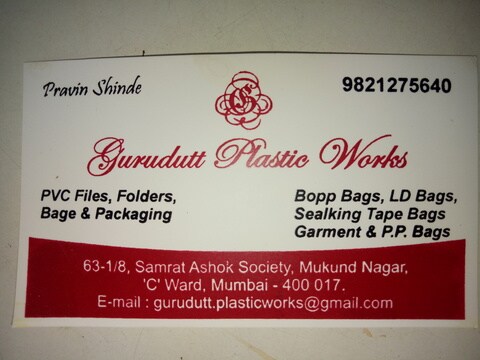 Pravin Shinde
9821275640
Gurudutt Plastic Works
PVC Files, Folders,
Bage & Packaging
Bopp Bags, LD Bags,
Sealking Tape Bags
Garment & P.P. Bags
63-1/8, Samrat Ashok Society, Mukund Nagar,
'C' Ward, Mumbai - 400 017.
E-mail : gurudutt.plasticworks@gmail.com